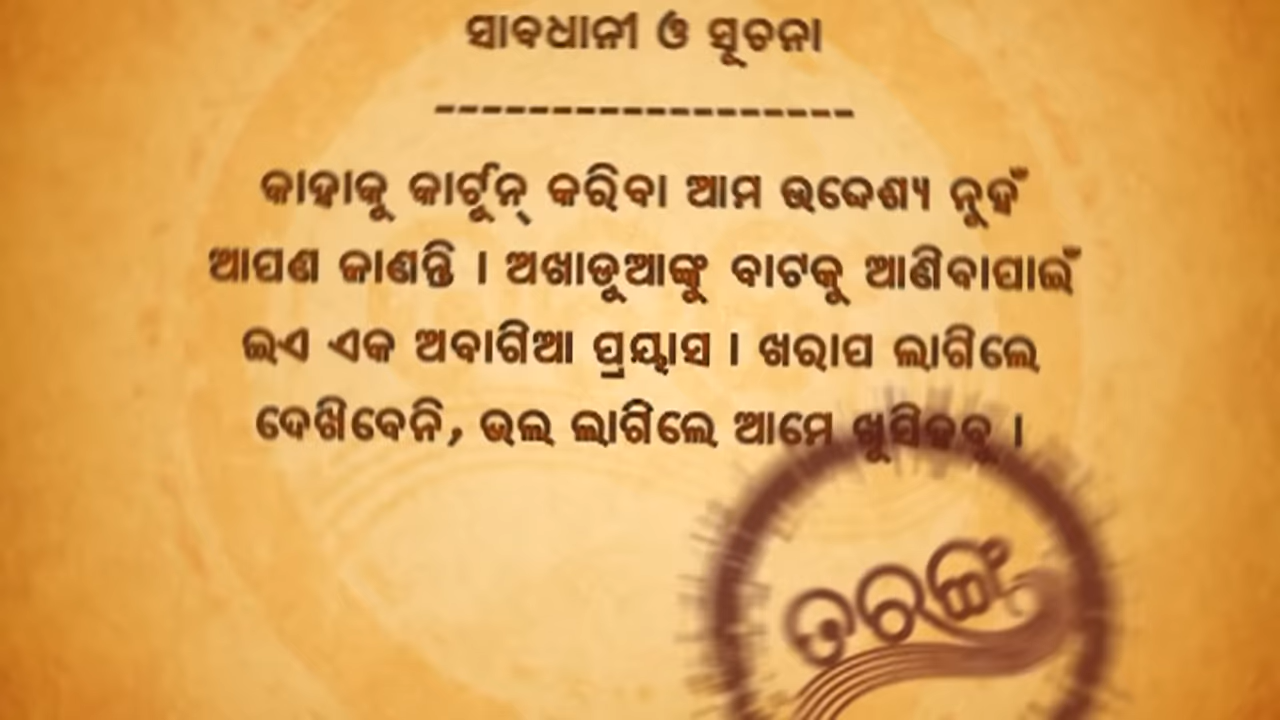 ସାବଧାନୀ ଓ ସୂଚନା
------------------
କାହାକୁ କାର୍ଟୁନ୍ କରିବା ଆମ ଉଦ୍ଦେଶ୍ୟ ନୁହଁ
ଆପଣ ଜାଣନ୍ତି । ଅଖାଡୁଆଙ୍କୁ ବାଟକୁ ଆଣିବାପାଇଁ
ଇଏ ଏକ ଅବାଗିଆ ପ୍ରୟାସ । ଖରାପ ଲାଗିଲେ
ଦେଖିବେନି, ଭଲ ଲାଗିଲେ ଆମେ ଖୁସିହବୁ ।
ତରଙ୍ଗ